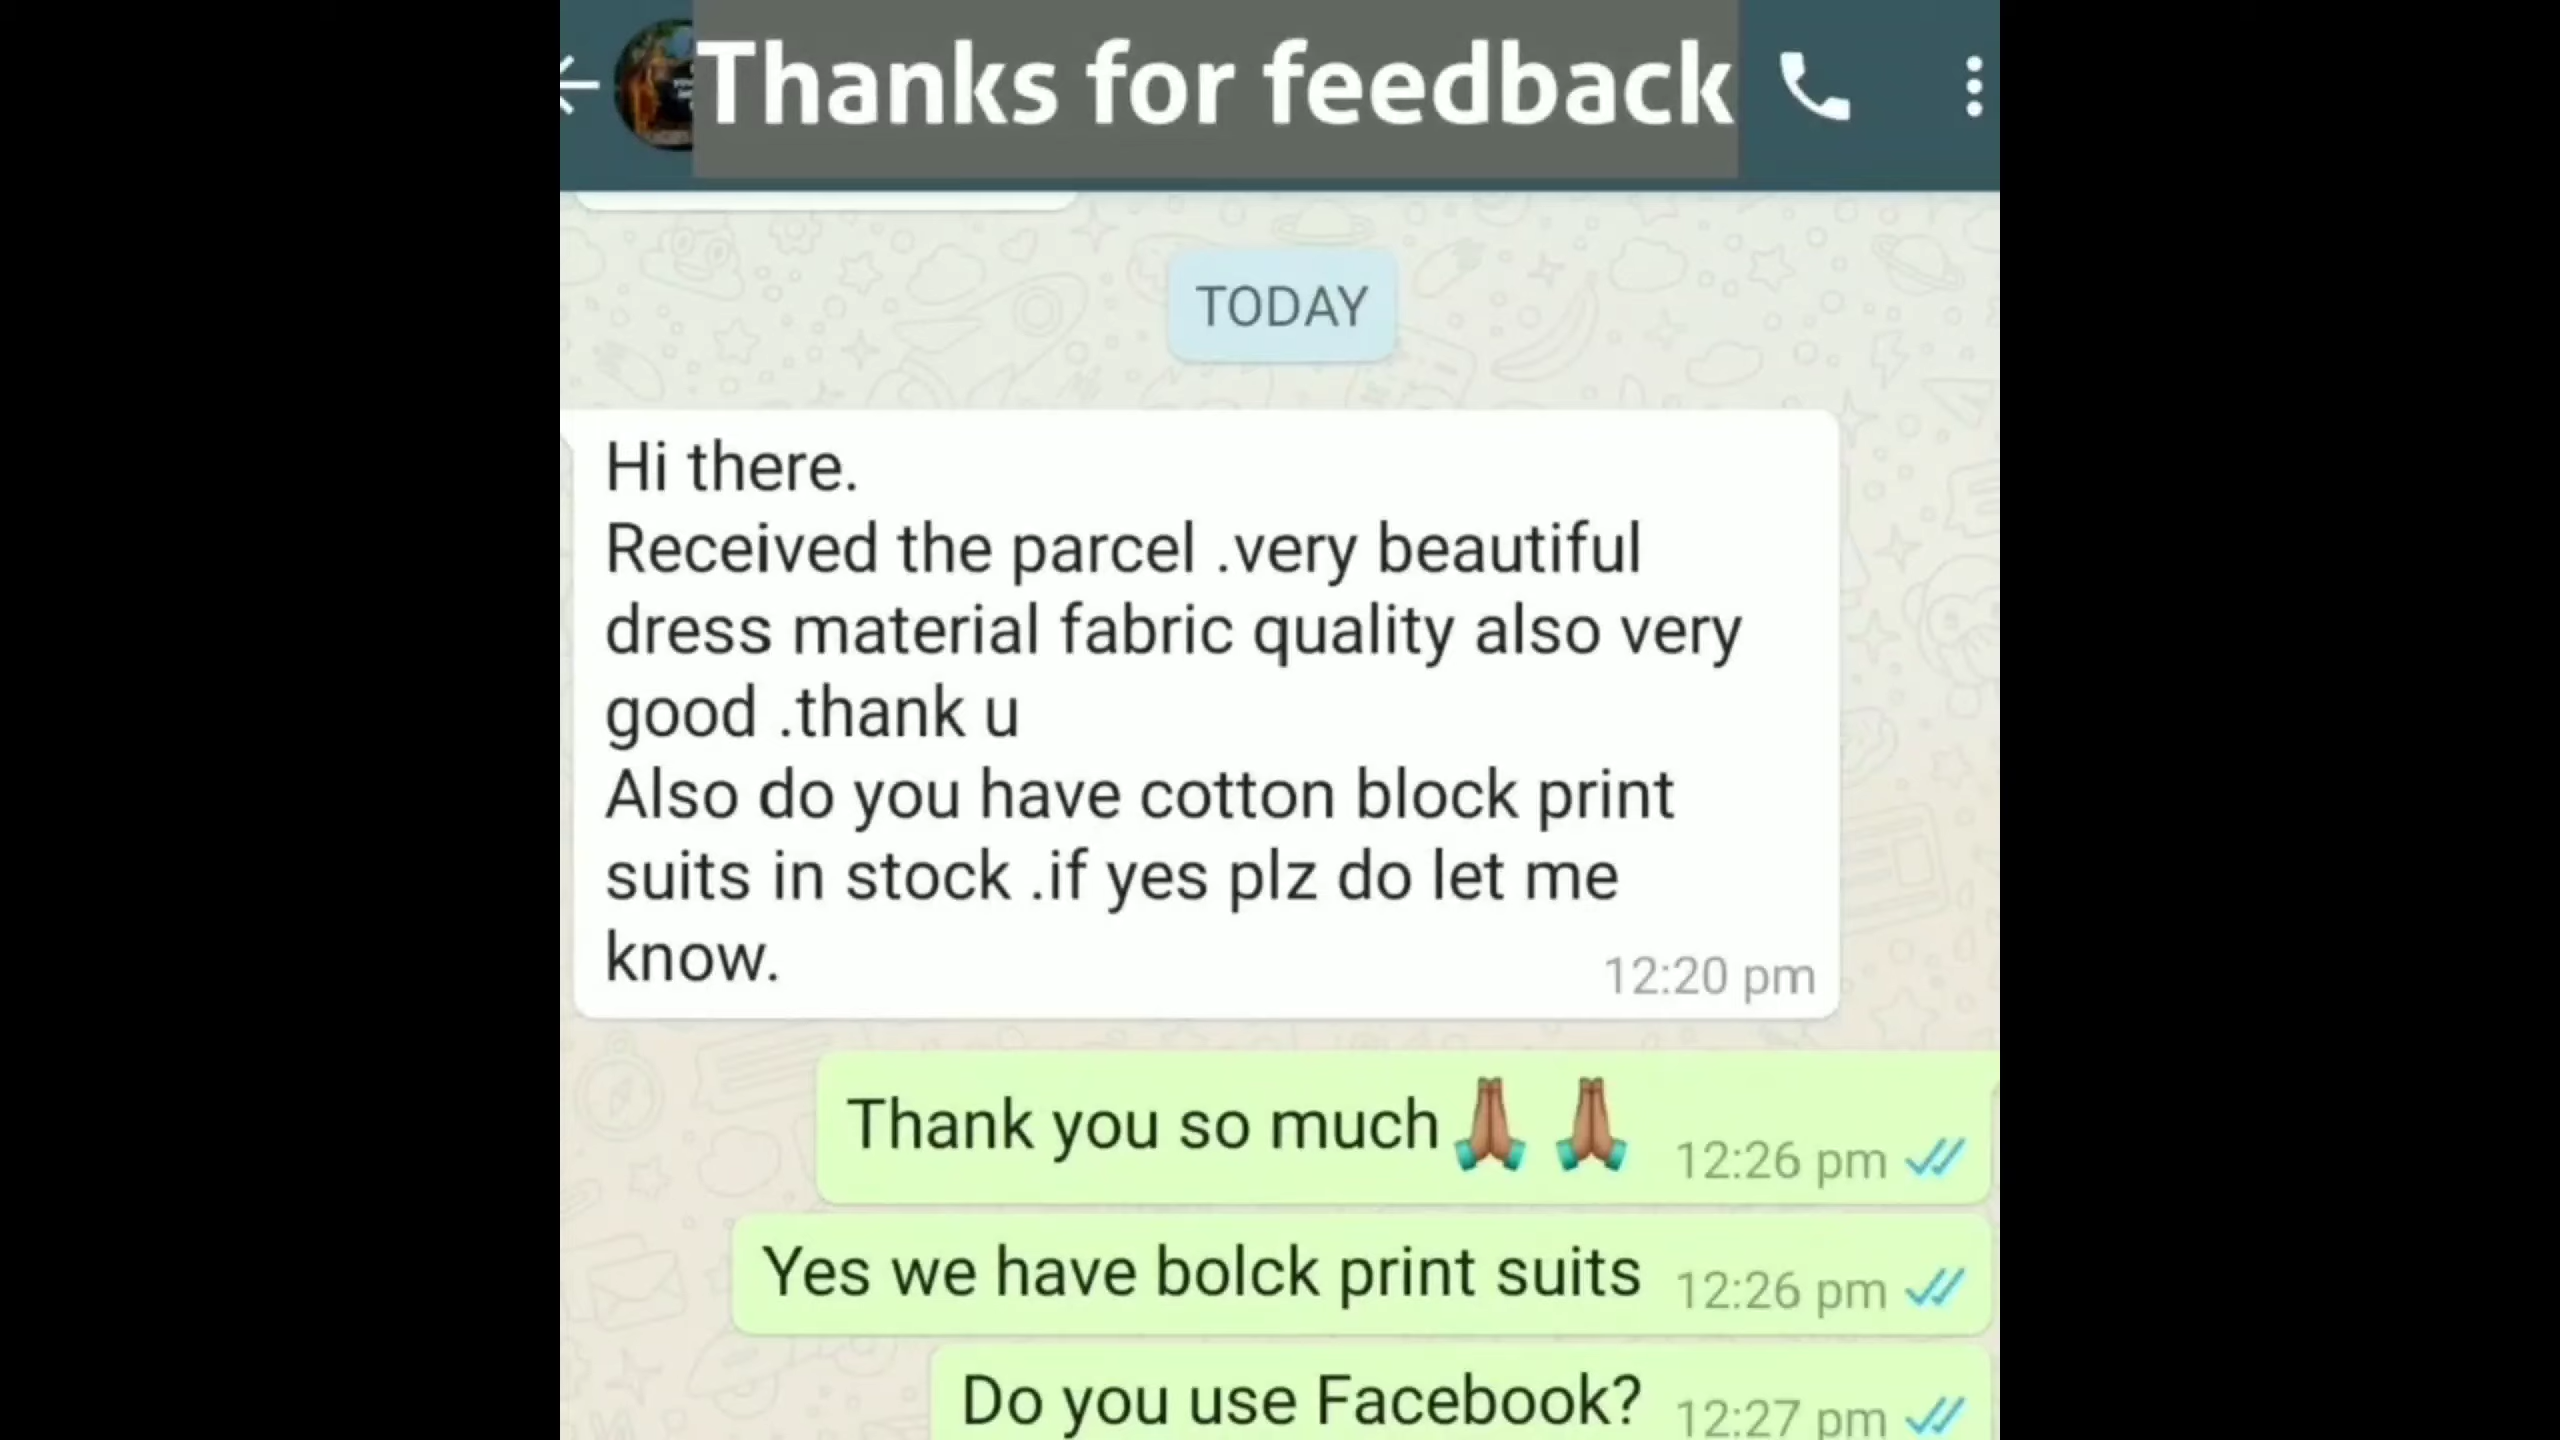 Thanks for feedback
TODAY
Hi there.
Received the parcel .very beautiful
dress material fabric quality also very
good .thank u
Also do you have cotton block print
suits in stock .if yes plz do let me
know.
12:20 pm
Thank you so much🙏🏽 🙏🏽 12:26 pm
Yes we have bolck print suits 12:26 pm
Do you use Facebook? 12:27 pm